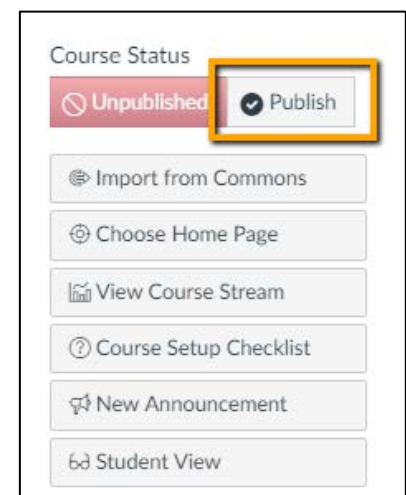 Course Status
Unpublished Publish
Import from Commons
Choose Home Page
View Course Stream
Course Setup Checklist
New Announcement
Student View